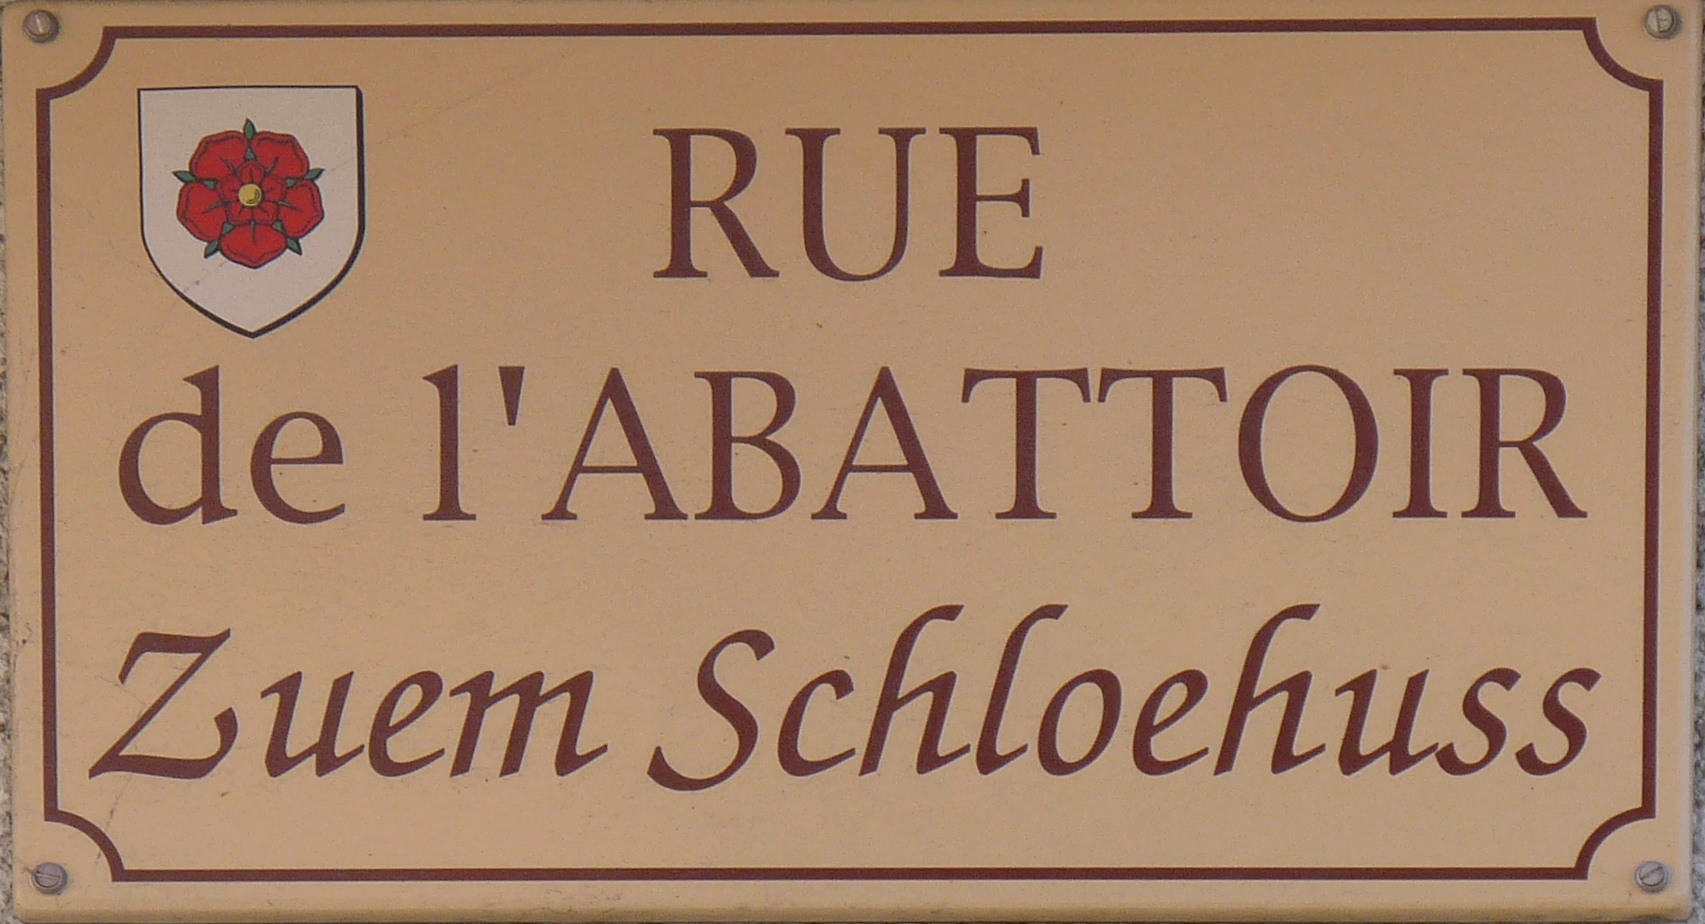 RUE
de l'ABATTOIR
Zuem Schloehuss